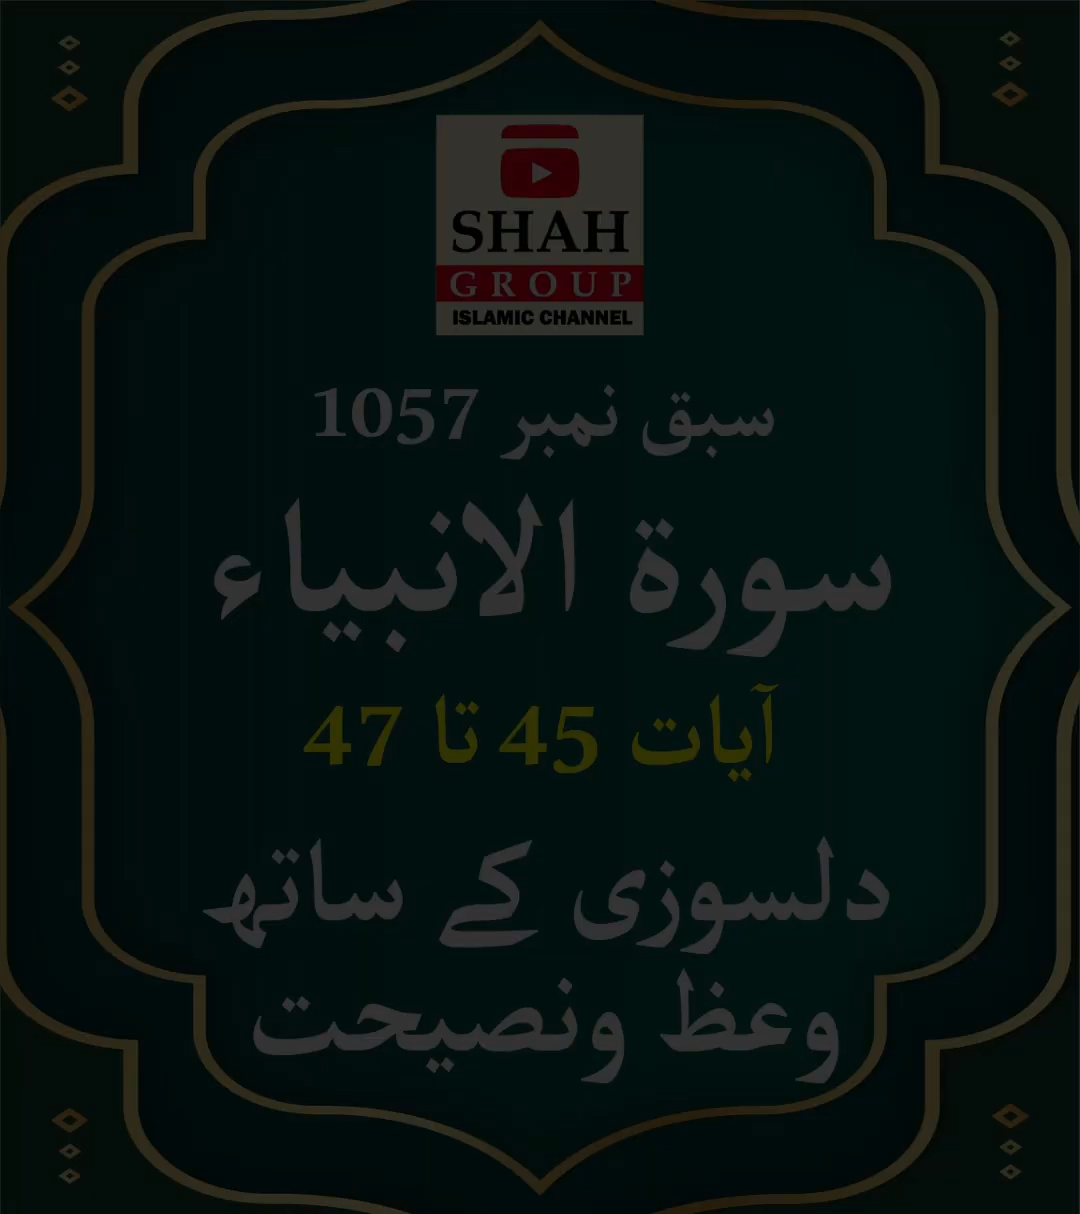 SHAH
GROUP
ISLAMIC CHANNEL
سبق نمبر 1057
سورۃ الانبیاء
آیات 45 تا 47
دلسوزی کے ساتھ
وعظ ونصیحت